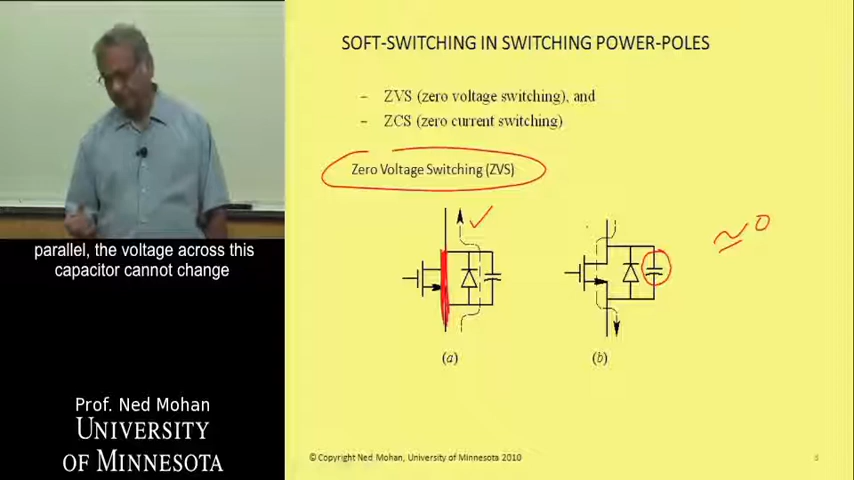 SOFT-SWITCHING IN SWITCHING POWER-POLES
– ZVS (zero voltage switching), and
– ZCS (zero current switching)
Zero Voltage Switching (ZVS)
≃ 0
(a)
(b)
parallel, the voltage across this
capacitor cannot change
Prof. Ned Mohan
UNIVERSITY
OF MINNESOTA
© Copyright Ned Mohan, University of Minnesota 2010